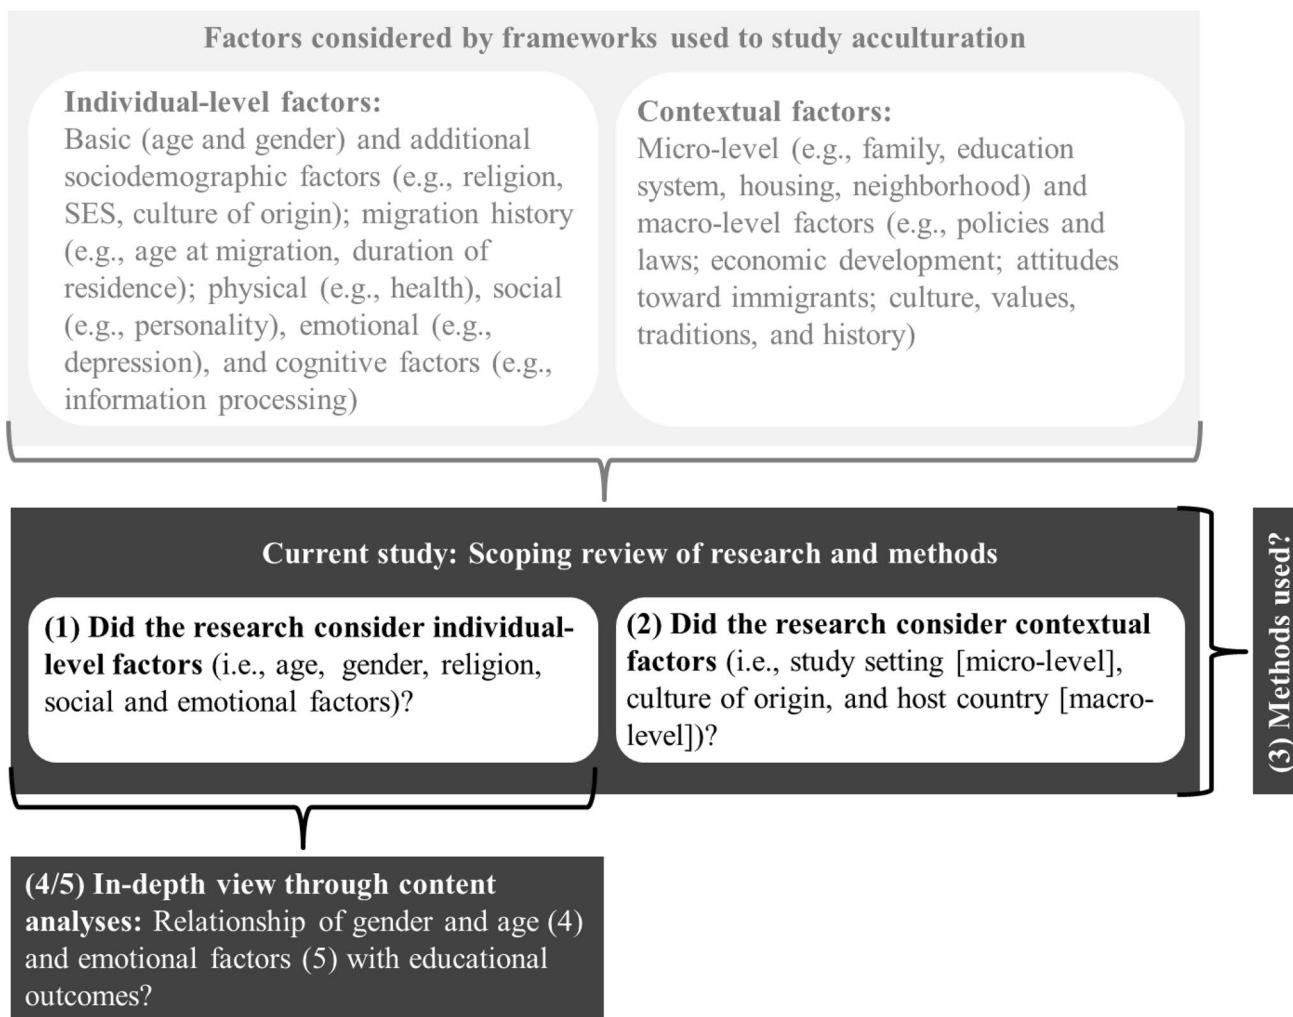 Factors considered by frameworks used to study acculturation
Individual-level factors:
Basic (age and gender) and additional
sociodemographic factors (e.g., religion,
SES, culture of origin); migration history
(e.g., age at migration, duration of
residence); physical (e.g., health), social
(e.g., personality), emotional (e.g.,
depression), and cognitive factors (e.g.,
information processing)
Contextual factors:
Micro-level (e.g., family, education
system, housing, neighborhood) and
macro-level factors (e.g., policies and
laws; economic development; attitudes
toward immigrants; culture, values,
traditions, and history)
Current study: Scoping review of research and methods
(1) Did the research consider individual-
level factors (i.e., age, gender, religion,
social and emotional factors)?
(2) Did the research consider contextual
factors (i.e., study setting [micro-level],
culture of origin, and host country [macro-
level])?
(3) Methods used?
(4/5) In-depth view through content
analyses: Relationship of gender and age (4)
and emotional factors (5) with educational
outcomes?